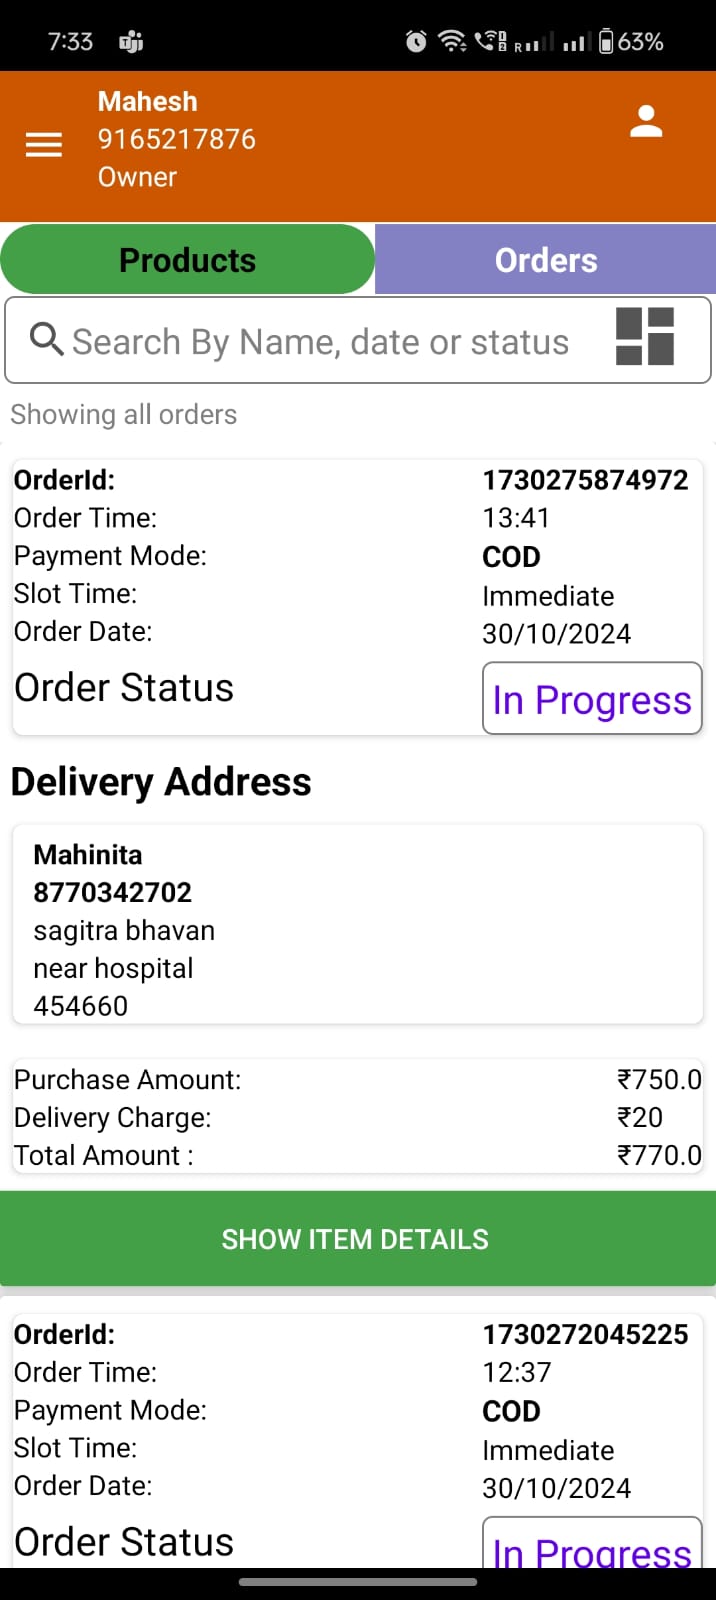 7:33 63%
Mahesh
9165217876
Owner
Products Orders
Search By Name, date or status
Showing all orders
OrderId: 1730275874972
Order Time: 13:41
Payment Mode: COD
Slot Time: Immediate
Order Date: 30/10/2024
Order Status In Progress
Delivery Address
Mahinita
8770342702
sagitra bhavan
near hospital
454660
Purchase Amount: ₹750.0
Delivery Charge: ₹20
Total Amount : ₹770.0
SHOW ITEM DETAILS
OrderId: 1730272045225
Order Time: 12:37
Payment Mode: COD
Slot Time: Immediate
Order Date: 30/10/2024
Order Status In Progress